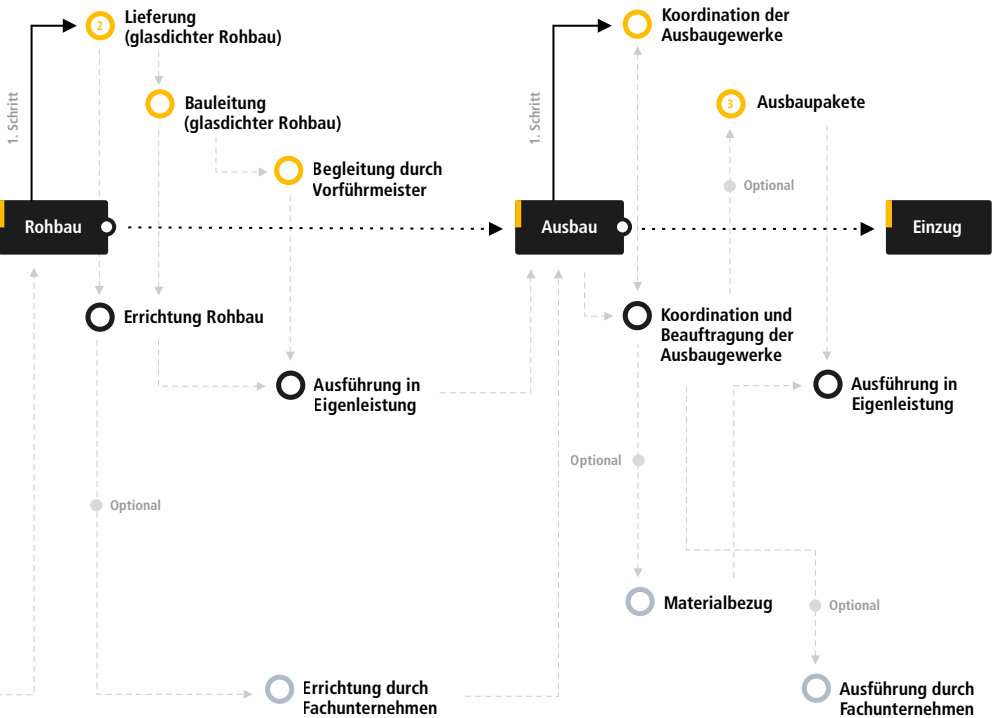 Lieferung
(glasdichter Rohbau)
2
1. Schritt
Bauleitung
(glasdichter Rohbau)
Begleitung durch
Vorführmeister
Rohbau
Errichtung Rohbau
Ausführung in
Eigenleistung
Optional
Errichtung durch
Fachunternehmen
Koordination der
Ausbaugewerke
1. Schritt
3
Ausbaupakete
Optional
Ausbau
Einzug
Koordination und
Beauftragung der
Ausbaugewerke
Ausführung in
Eigenleistung
Optional
Materialbezug
Optional
Ausführung durch
Fachunternehmen